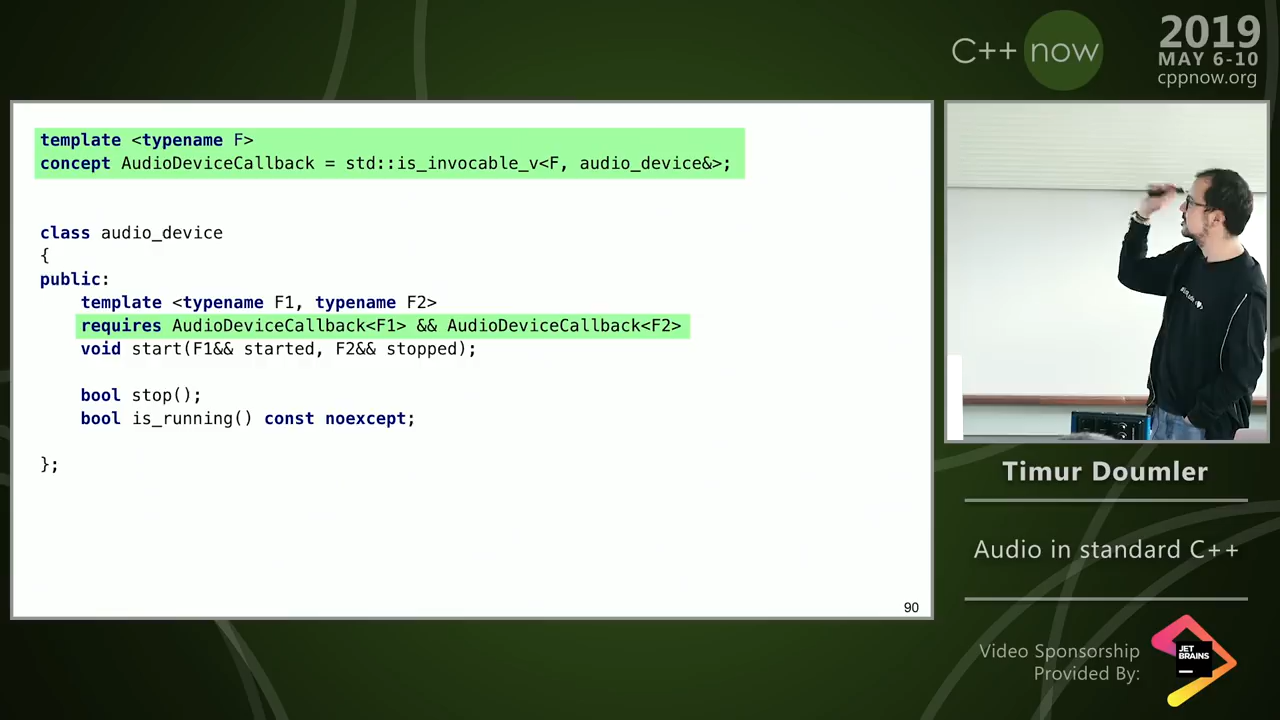 C++ now
2019
MAY 6-10
cppnow.org
template <typename F>
concept AudioDeviceCallback = std::is_invocable_v<F, audio_device&>;
class audio_device
{
public:
template <typename F1, typename F2>
requires AudioDeviceCallback<F1> && AudioDeviceCallback<F2>
void start(F1&& started, F2&& stopped);
bool stop();
bool is_running() const noexcept;
};
90
Timur Doumler
Audio in standard C++
Video Sponsorship
Provided By:
JET
BRAINS